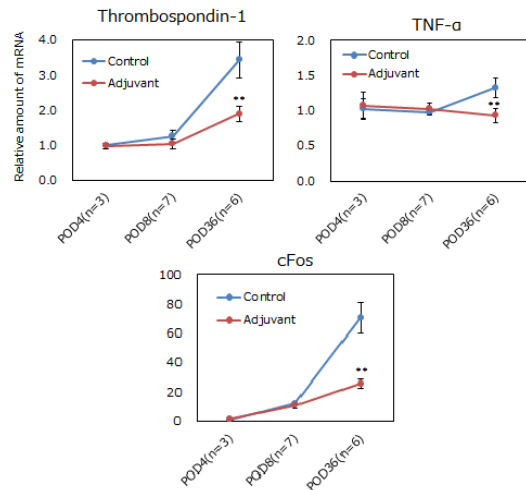 Thrombospondin-1
Relative amount of mRNA
4.0
3.0
2.0
1.0
0.0
Control
Adjuvant
**
POD4(n=3)
POD8(n=7)
POD36(n=6)
TNF-α
2.0
1.5
1.0
0.5
0.0
Control
Adjuvant
**
POD4(n=3)
POD8(n=7)
POD36(n=6)
cFos
100
80
60
40
20
0
Control
Adjuvant
**
POD4(n=3)
POD8(n=7)
POD36(n=6)